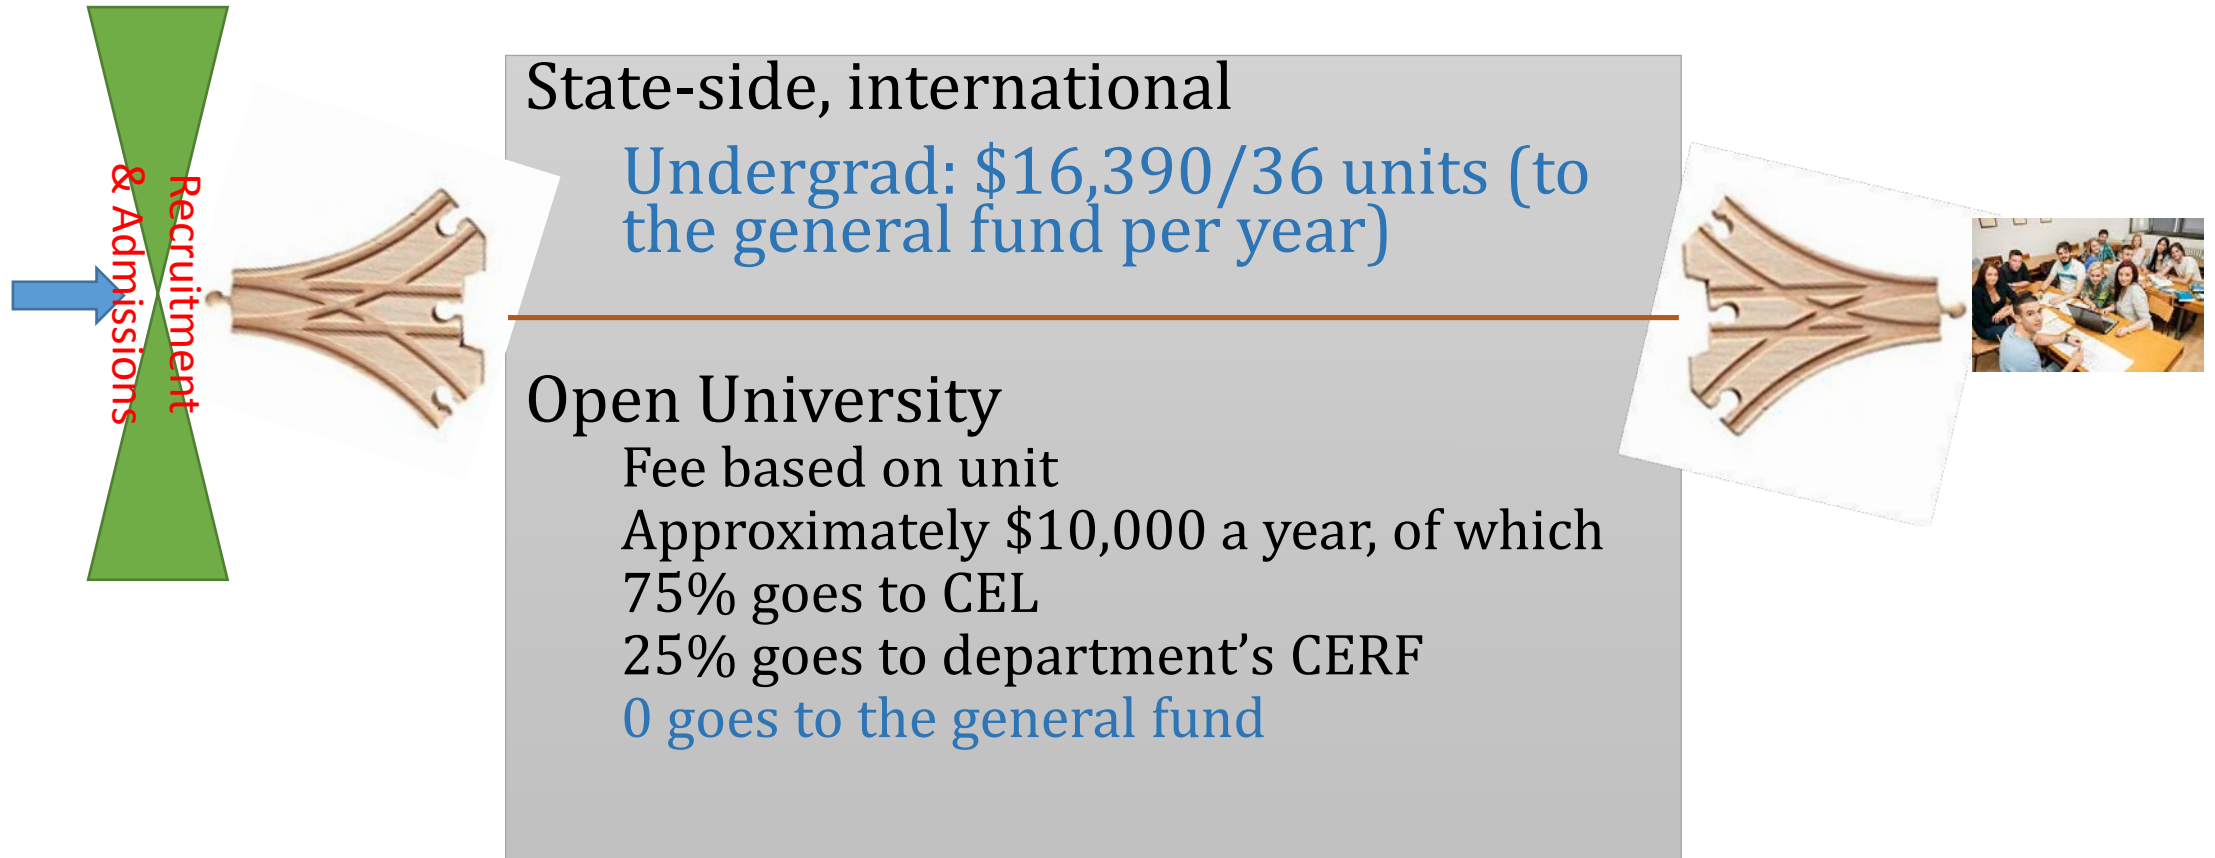 Recruitment
& Admissions
State-side, international
Undergrad: $16,390/36 units (to
the general fund per year)
Open University
Fee based on unit
Approximately $10,000 a year, of which
75% goes to CEL
25% goes to department’s CERF
0 goes to the general fund